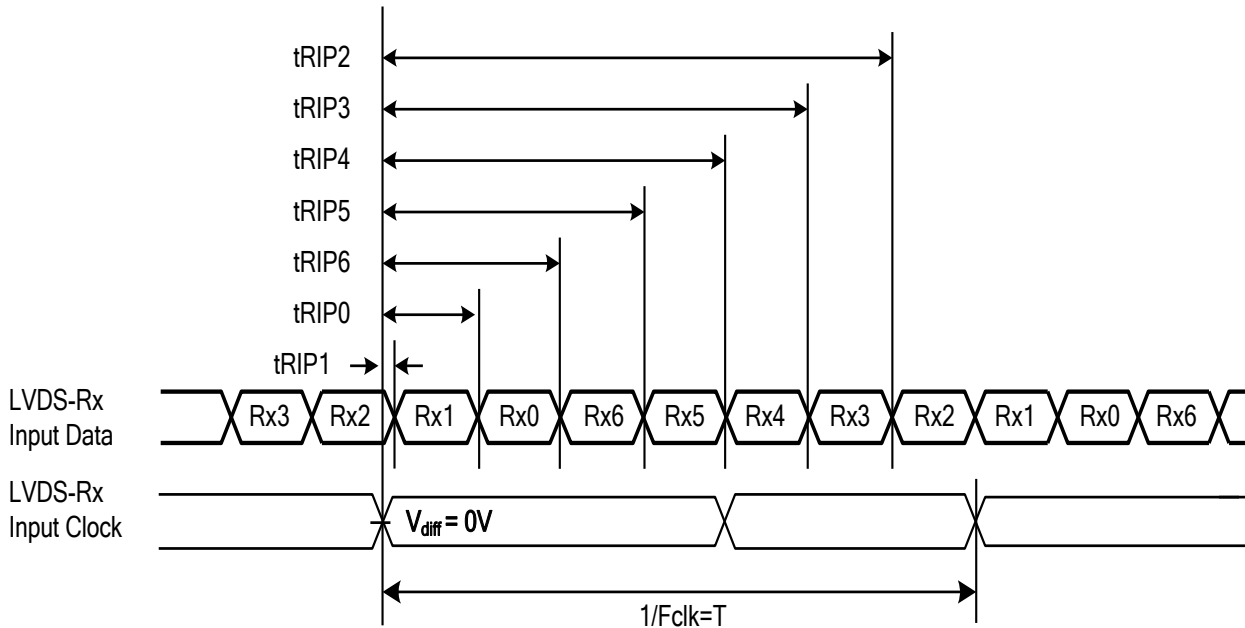 tRIP2
tRIP3
tRIP4
tRIP5
tRIP6
tRIP0
tRIP1
LVDS-Rx
Input Data
Rx3 Rx2 Rx1 Rx0 Rx6 Rx5 Rx4 Rx3 Rx2 Rx1 Rx0 Rx6
LVDS-Rx
Input Clock
Vdiff = 0V
1/Fclk=T